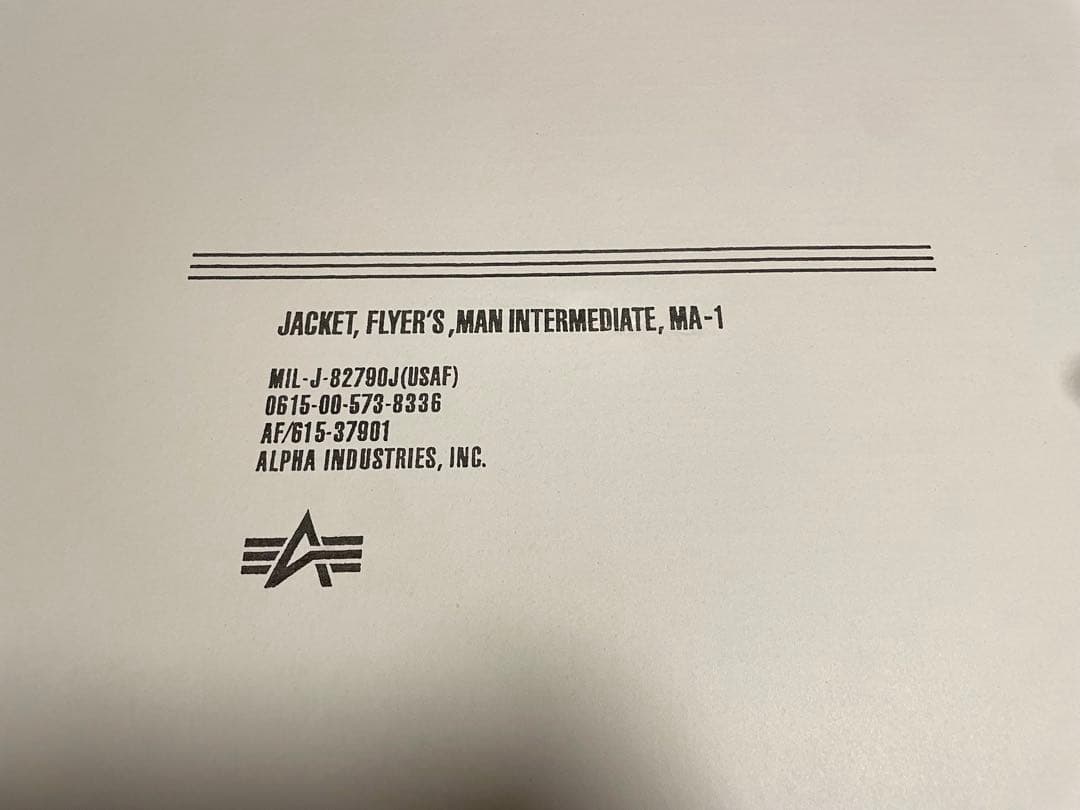 JACKET, FLYER'S ,MAN INTERMEDIATE, MA-1
MIL-J-82790J(USAF)
0615-00-573-8336
AF/615-37901
ALPHA INDUSTRIES, INC.